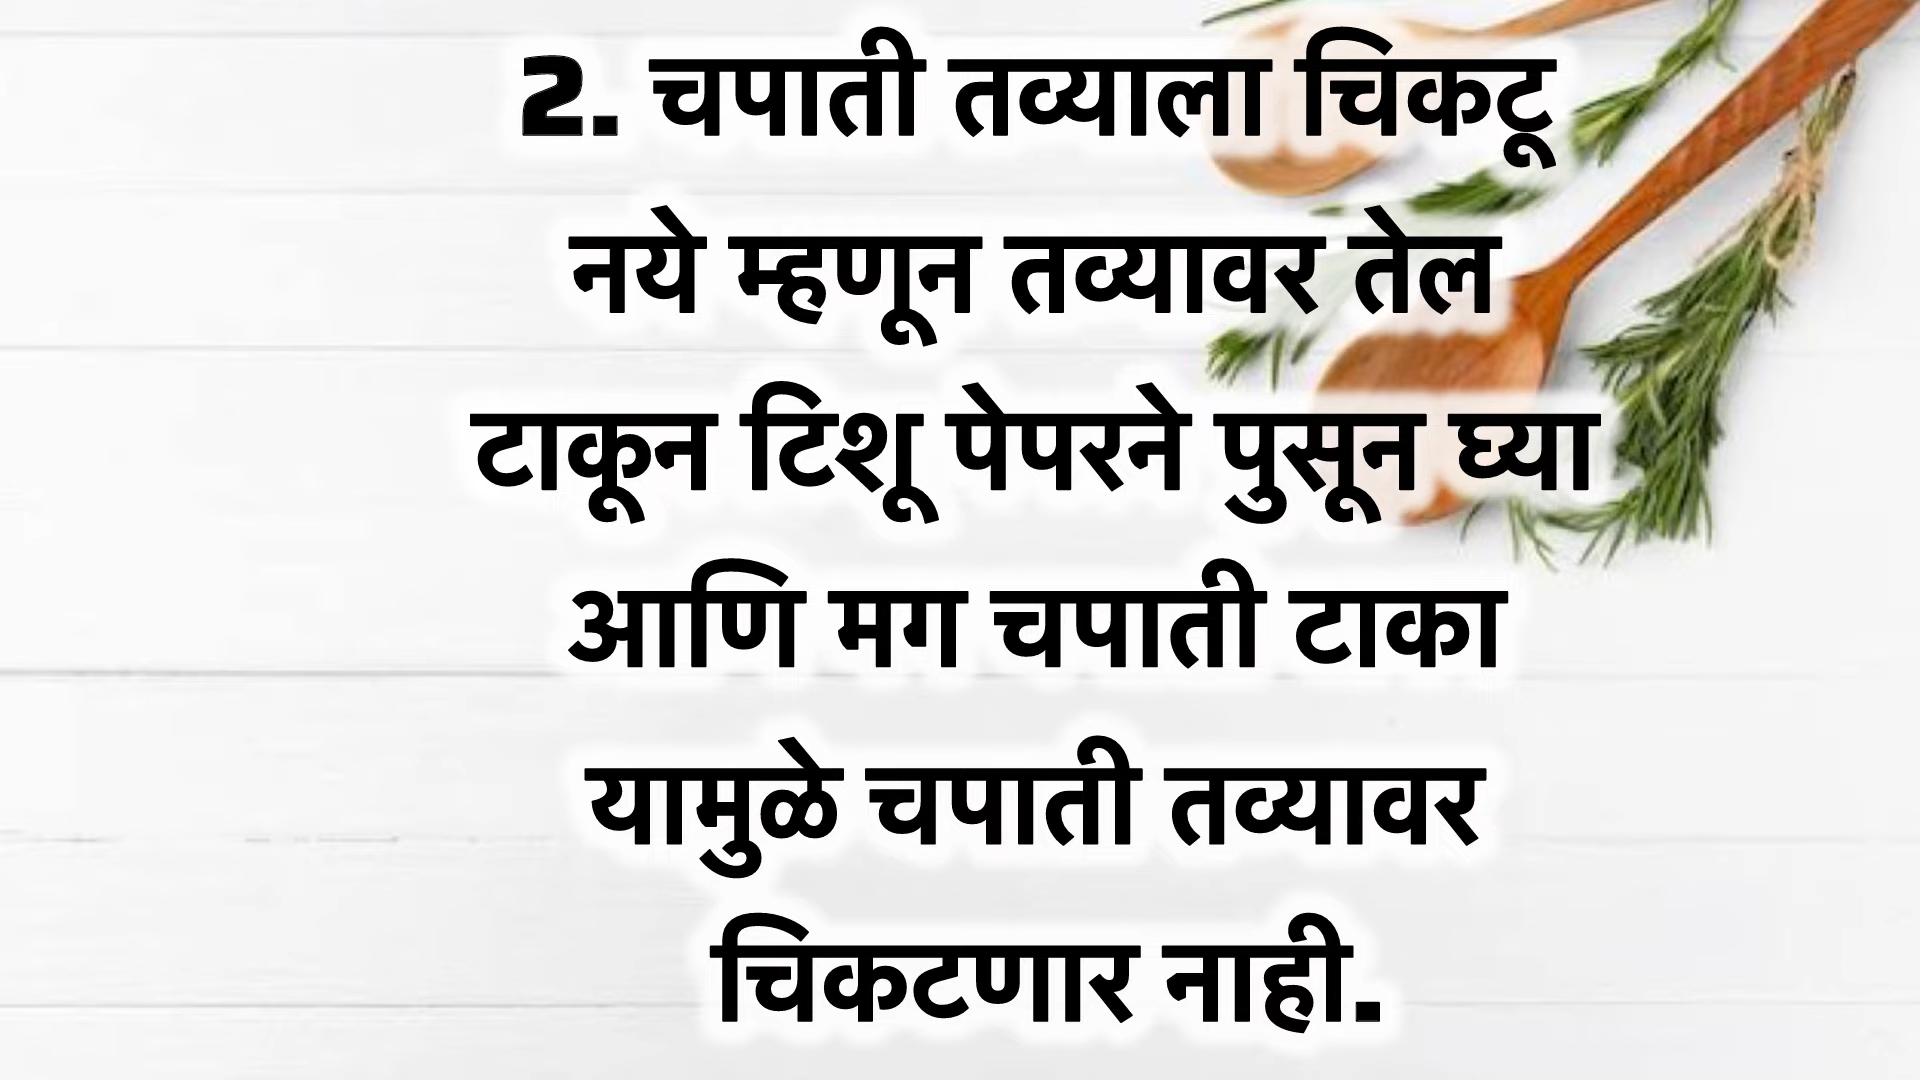 2. चपाती तव्याला चिकटू
नये म्हणून तव्यावर तेल
टाकून टिशू पेपरने पुसून घ्या
आणि मग चपाती टाका
यामुळे चपाती तव्यावर
चिकटणार नाही.